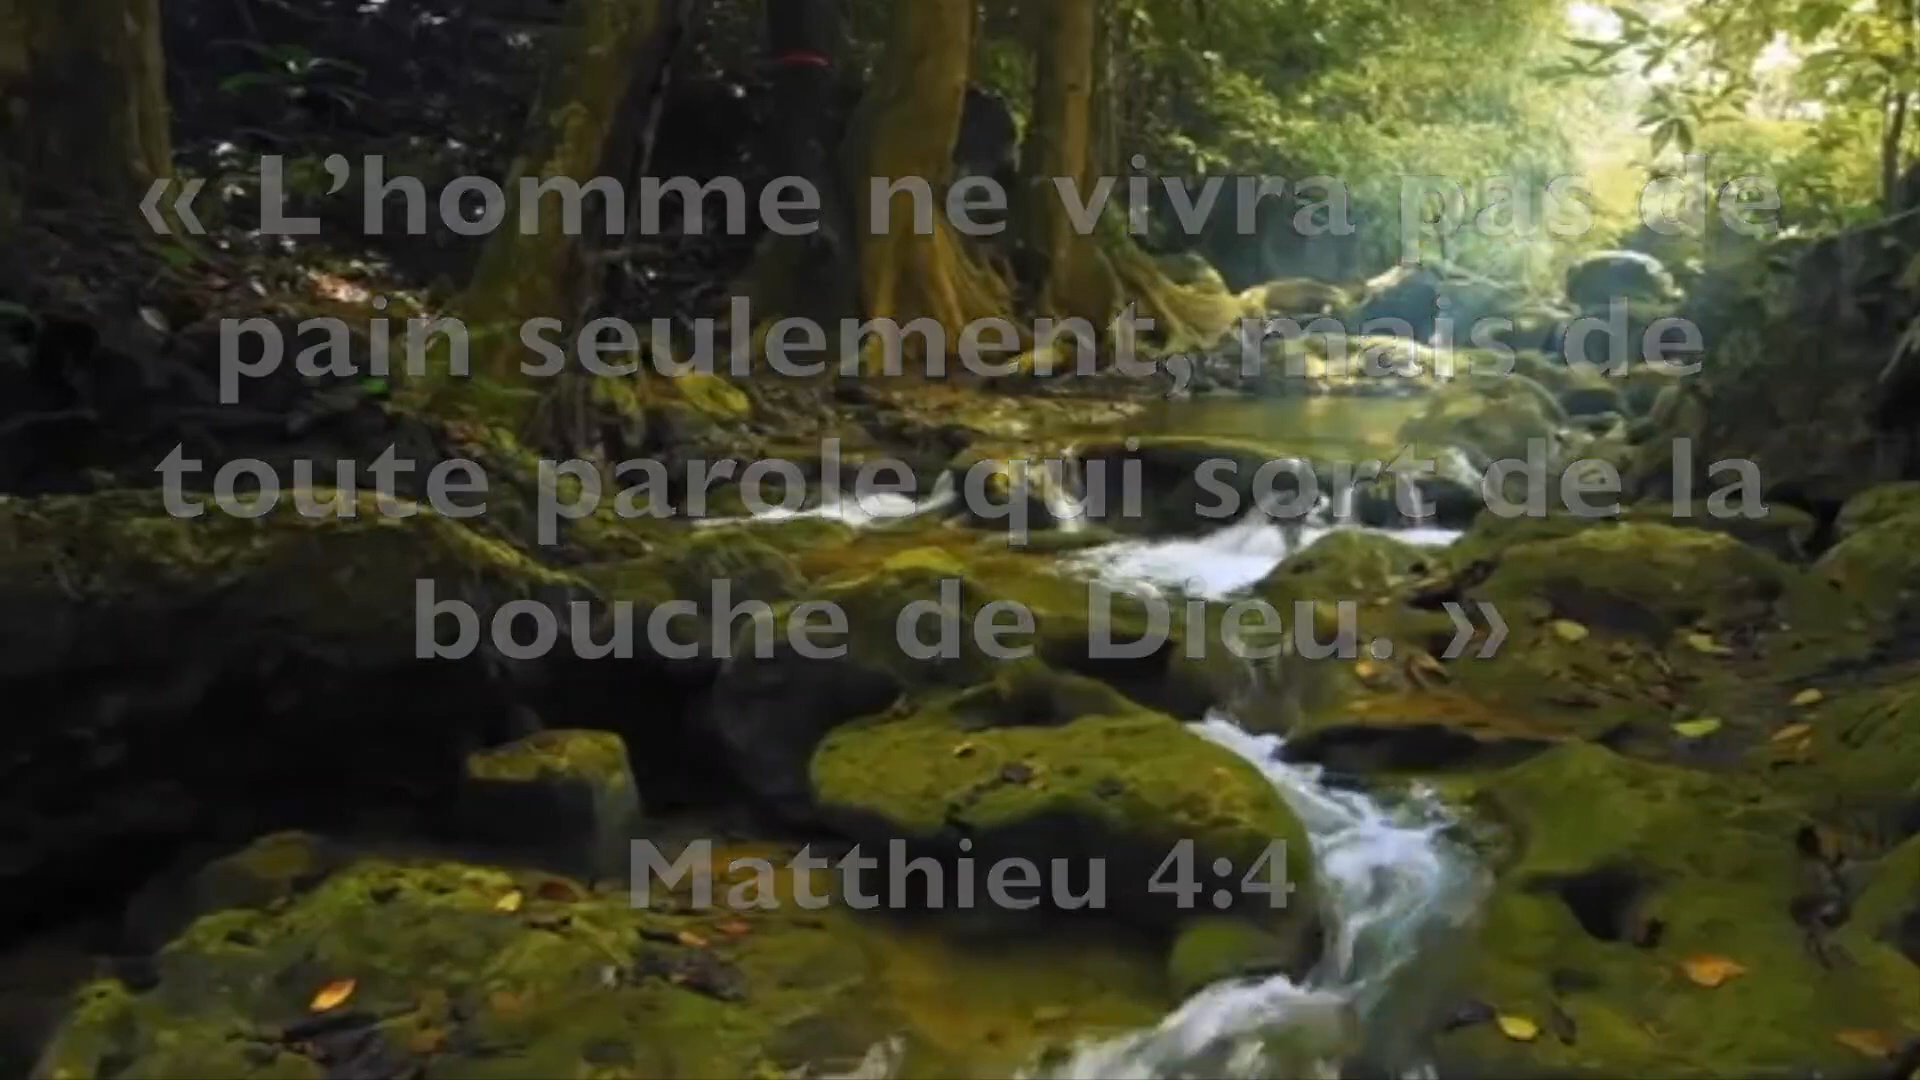 « L’homme ne vivra pas de
pain seulement, mais de
toute parole qui sort de la
bouche de Dieu. »
Matthieu 4:4